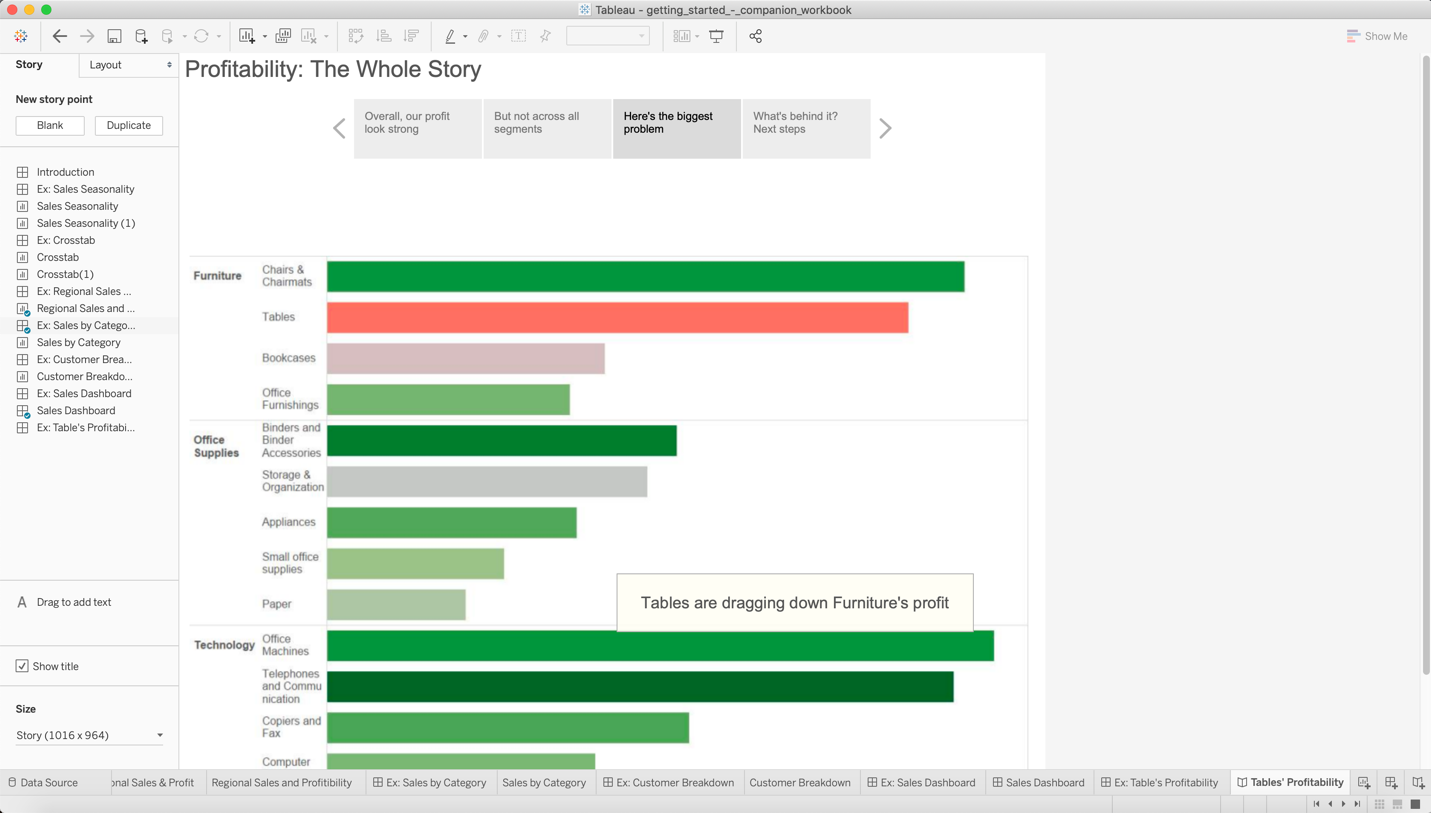 Tableau - getting_started_-_companion_workbook
Show Me
Story
Layout
Profitability: The Whole Story
New story point
Blank
Duplicate
Overall, our profit
look strong
But not across all
segments
Here's the biggest
problem
What's behind it?
Next steps
Introduction
Ex: Sales Seasonality
Sales Seasonality
Sales Seasonality (1)
Ex: Crosstab
Crosstab
Crosstab(1)
Ex: Regional Sales ...
Regional Sales and ...
Ex: Sales by Catego...
Sales by Category
Ex: Customer Brea...
Customer Breakdo...
Ex: Sales Dashboard
Sales Dashboard
Ex: Table's Profitabi...
A Drag to add text
Show title
Size
Story (1016 x 964)
Furniture
Chairs &
Chairmats
Tables
Bookcases
Office
Furnishings
Office
Supplies
Binders and
Binder
Accessories
Storage &
Organization
Appliances
Small office
supplies
Paper
Tables are dragging down Furniture's profit
Technology
Office
Machines
Telephones
and Commu
nication
Copiers and
Fax
Computer
Data Source
onal Sales & Profit
Regional Sales and Profitibility
Ex: Sales by Category
Sales by Category
Ex: Customer Breakdown
Customer Breakdown
Ex: Sales Dashboard
Sales Dashboard
Ex: Table's Profitability
Tables' Profitability